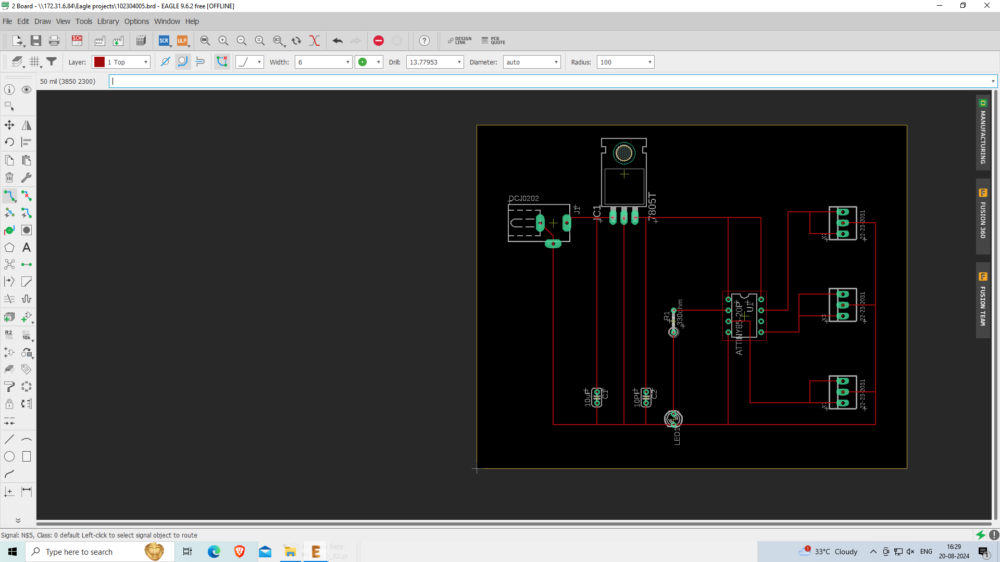 2 Board - \\172.31.6.84\Eagle projects\102304005.brd - EAGLE 9.6.2 free [OFFLINE]
File Edit Draw View Tools Library Options Window Help
SCH
BRD
SCR
ULP
GO
DESIGN
LINK
PCB
QUOTE
Layer: 1 Top Width: 6 Drill: 13.77953 Diameter: auto Radius: 100
50 mil (3850 2300)
MANUFACTURING
FUSION 360
FUSION TEAM
DCJ0202
J1
IC1
7805T
X2
22-23-2031
R1
330ohm
U1
ATTINY85-20P
X3
22-23-2031
10uF
C1
C2
X1
22-23-2031
LED1
R2
10k
R2
10k
Signal: N$5, Class: 0 default Left-click to select signal object to route
Type here to search
1
33°C Cloudy
ENG
16:29
20-08-2024
1